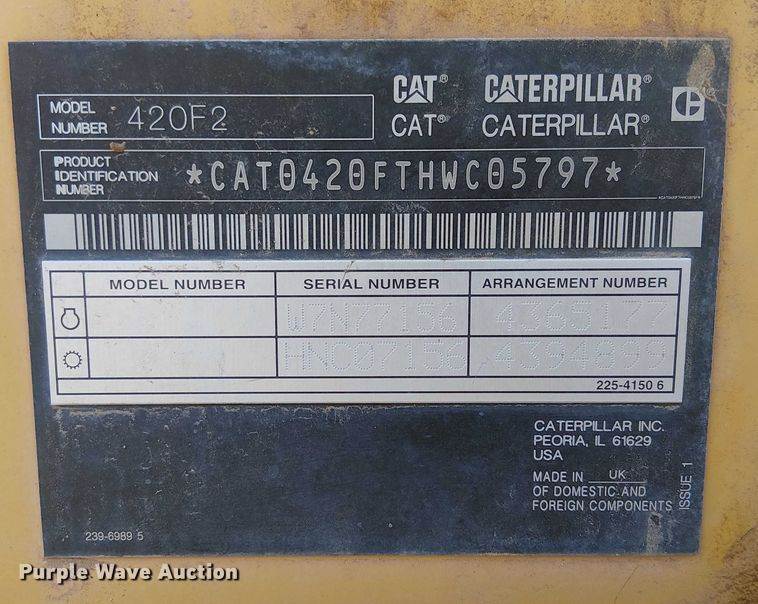 CAT® CATERPILLAR®
CAT® CATERPILLAR®
MODEL NUMBER 420F2
PRODUCT IDENTIFICATION NUMBER *CAT0420FTHWC05797*
MODEL NUMBER SERIAL NUMBER ARRANGEMENT NUMBER
W7N77156 4365177
HNC07156 4394899
225-4150 6
CATERPILLAR INC.
PEORIA, IL 61629
USA
MADE IN UK
OF DOMESTIC AND
FOREIGN COMPONENTS
ISSUE 1
239-6989 5
Purple Wave Auction